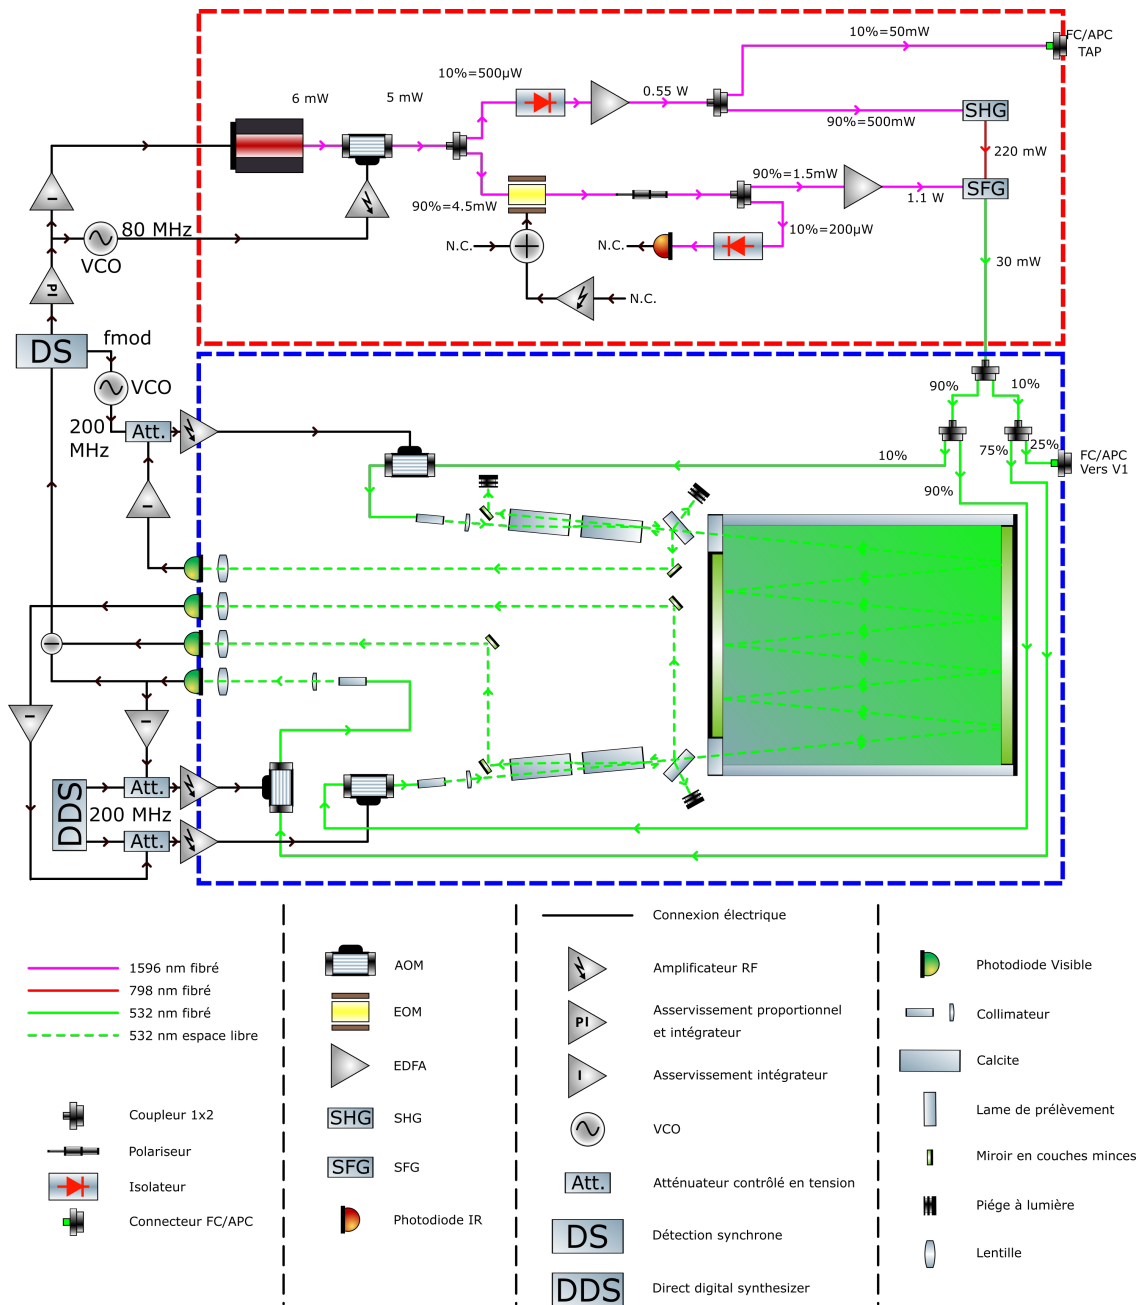 10%=50mW
FC/APC
TAP
10%=500µW
0.55 W
6 mW
5 mW
SHG
90%=500mW
220 mW
90%=1.5mW
SFG
1.1 W
90%=4.5mW
80 MHz
VCO
N.C.
N.C.
10%=200µW
30 mW
N.C.
I
PI
DS
fmod
VCO
90%
10%
200
MHz
Att.
10%
75%
25%
FC/APC
Vers V1
90%
I
I
I
DDS
Att.
200 MHz
Att.
Connexion électrique
1596 nm fibré
798 nm fibré
532 nm fibré
532 nm espace libre
Coupleur 1x2
Polariseur
Isolateur
Connecteur FC/APC
AOM
EOM
EDFA
SHG
SHG
SFG
SFG
Photodiode IR
Amplificateur RF
PI
Asservissement proportionnel
et intégrateur
I
Asservissement intégrateur
VCO
Att.
Atténuateur contrôlé en tension
DS
Détection synchrone
DDS
Direct digital synthesizer
Photodiode Visible
Collimateur
Calcite
Lame de prélèvement
Miroir en couches minces
Piége à lumière
Lentille